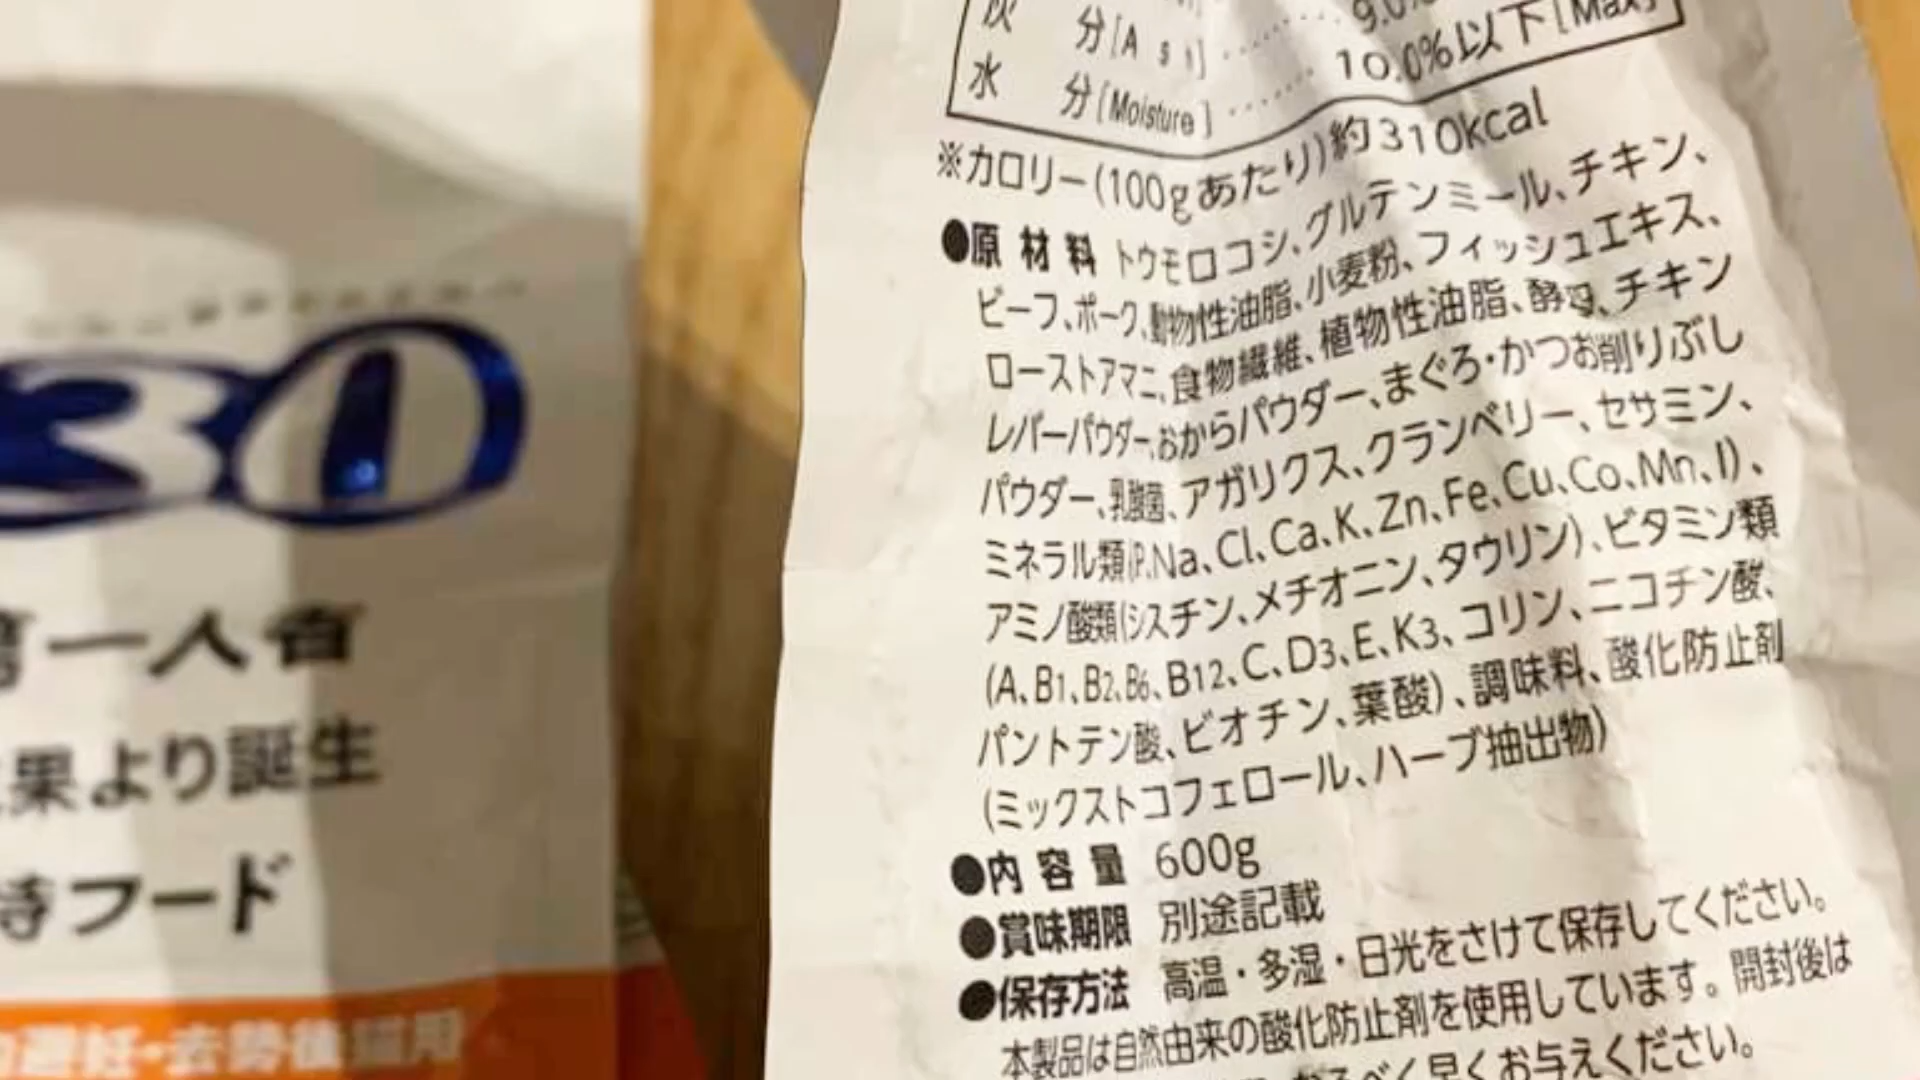 30
一人者
果より誕生
フード
避妊・去勢後猫用
灰 分[Ash] 9.0%
水 分[Moisture] 10.0%以下[Max]
※カロリー(100gあたり)約310kcal
●原材料 トウモロコシ、グルテンミール、チキン、
ビーフ、ポーク、動物性油脂、小麦粉、フィッシュエキス、
ローストアマニ、食物繊維、植物性油脂、酵母、チキン
レバーパウダー、おからパウダー、まぐろ・かつお削りぶし
パウダー、乳酸菌、アガリクス、クランベリー、セサミン、
ミネラル類(P、Na、Cl、Ca、K、Zn、Fe、Cu、Co、Mn、I)、
アミノ酸類(シスチン、メチオニン、タウリン)、ビタミン類
(A、B1、B2、B6、B12、C、D3、E、K3、コリン、ニコチン酸、
パントテン酸、ビオチン、葉酸)、調味料、酸化防止剤
(ミックストコフェロール、ハーブ抽出物)
●内容量 600g
●賞味期限 別途記載
●保存方法 高温・多湿・日光をさけて保存してください。
本製品は自然由来の酸化防止剤を使用しています。開封後は
なるべく早くお与えください。